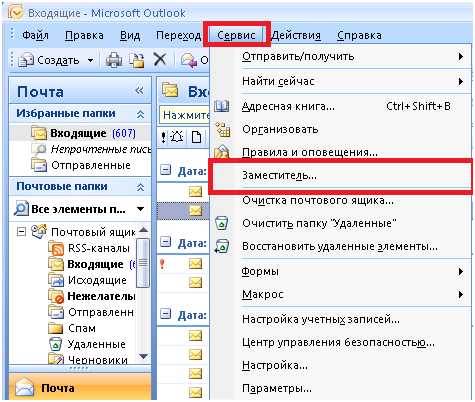 Входящие - Microsoft Outlook
Файл Правка Вид Переход Сервис Действия Справка
Создать
Почта
Избранные папки
Входящие (607)
Непрочтенные пись
Отправленные
Почтовые папки
Все элементы п...
Почтовый ящик
RSS-каналы
Входящие (6
Исходящие
Нежелатель
Отправленн
Спам
Удаленные
Черновики
Почта
Вх
Нажмите
Дата:
Дата:
Дата:
Отправить/получить
Найти сейчас
Адресная книга... Ctrl+Shift+B
Организовать
Правила и оповещения...
Заместитель...
Очистка почтового ящика...
Очистить папку "Удаленные"
Восстановить удаленные элементы...
Формы
Макрос
Настройка учетных записей...
Центр управления безопасностью...
Настройка...
Параметры...